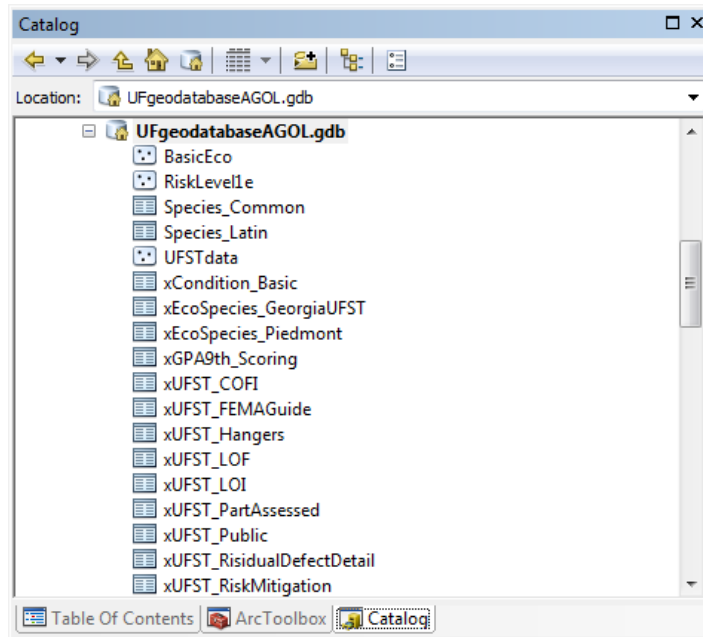 Catalog
Location: UFgeodatabaseAGOL.gdb
UFgeodatabaseAGOL.gdb
BasicEco
RiskLevel1e
Species_Common
Species_Latin
UFSTdata
xCondition_Basic
xEcoSpecies_GeorgiaUFST
xEcoSpecies_Piedmont
xGPA9th_Scoring
xUFST_COFI
xUFST_FEMAGuide
xUFST_Hangers
xUFST_LOF
xUFST_LOI
xUFST_PartAssessed
xUFST_Public
xUFST_RisidualDefectDetail
xUFST_RiskMitigation
Table Of Contents ArcToolbox Catalog